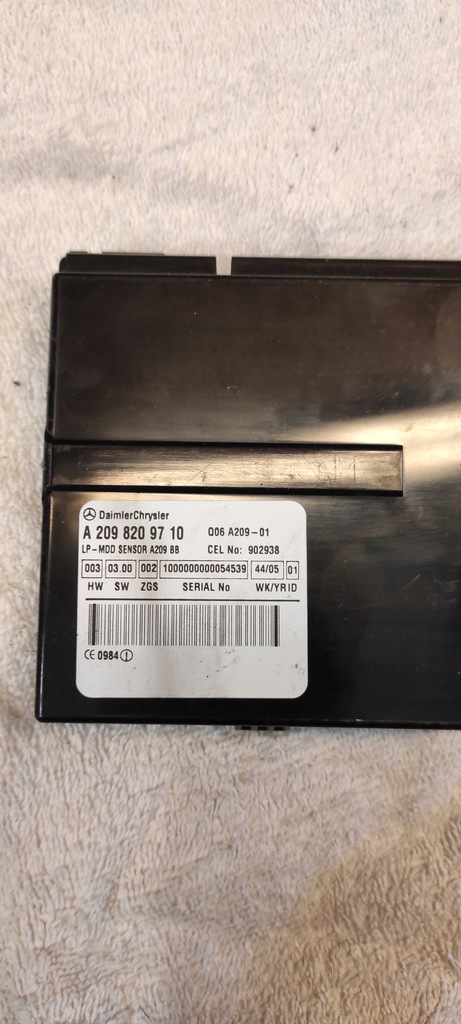 DaimlerChrysler
A 209 820 97 10 Q06 A209-01
LP-MDD SENSOR A209 BB CEL No: 902938
003 03.00 002 1000000000054539 44/05 01
HW SW ZGS SERIAL No WK/YR ID
CE 0984